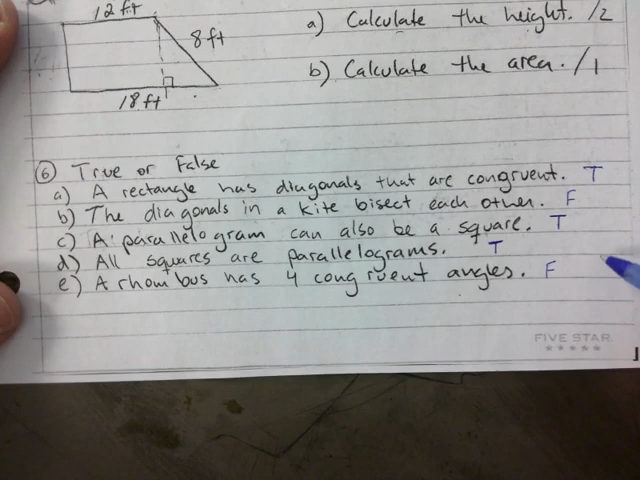 12 ft
a) Calculate the height. /2
8 ft
b) Calculate the area. /1
18 ft
⑥ True or False
a) A rectangle has diagonals that are congruent. T
b) The diagonals in a kite bisect each other. F
c) A parallelogram can also be a square. T
d) All squares are parallelograms. T
e) A rhombus has 4 congruent angles. F
FIVE STAR